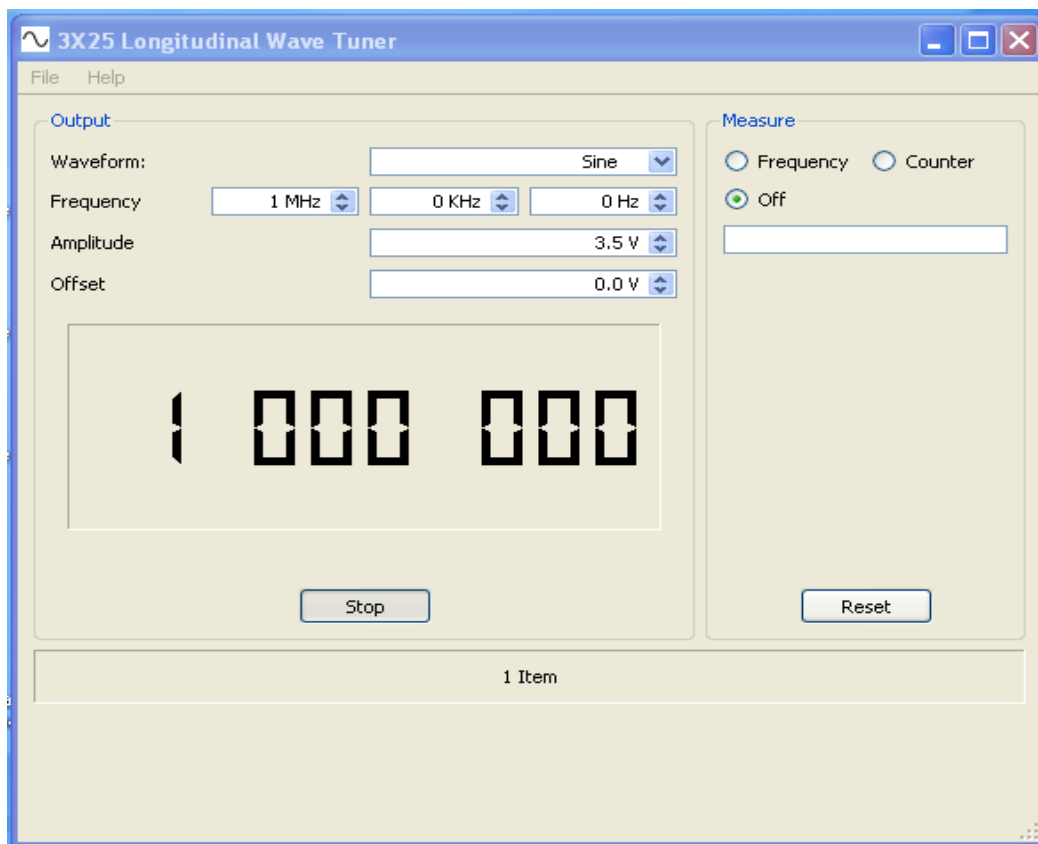 3X25 Longitudinal Wave Tuner
File Help
Output
Waveform: Sine
Frequency 1 MHz 0 KHz 0 Hz
Amplitude 3.5 V
Offset 0.0 V
1 000 000
Stop
Measure
Frequency Counter
Off
Reset
1 Item